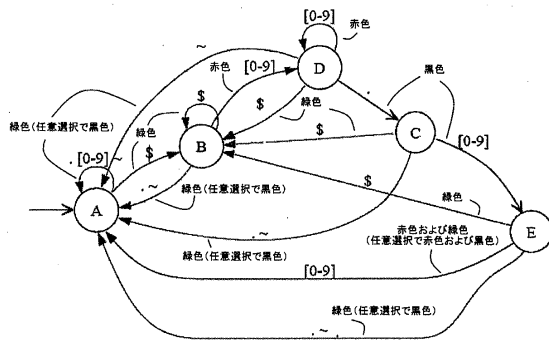 [0-9]
赤色
D
~
[0-9]
赤色
.
黒色
$
緑色
$
緑色
$
C
[0-9]
緑色(任意選択で黒色)
. [0-9] ~
$
B
. ~
緑色(任意選択で黒色)
$
緑色
A
. ~
緑色(任意選択で黒色)
赤色および緑色
(任意選択で赤色および黒色)
E
[0-9]
緑色(任意選択で黒色)
. ~